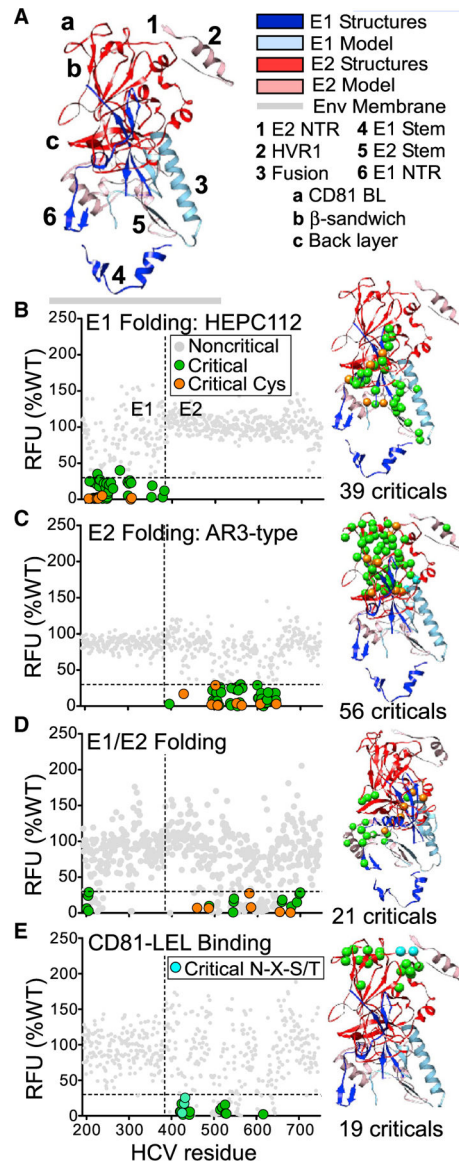 A
a
1
2
b
c
3
6
5
4
E1 Structures
E1 Model
E2 Structures
E2 Model
Env Membrane
1 E2 NTR 4 E1 Stem
2 HVR1 5 E2 Stem
3 Fusion 6 E1 NTR
a CD81 BL
b β-sandwich
c Back layer
B
E1 Folding: HEPC112
Noncritical
Critical
Critical Cys
E1 E2
RFU (%WT)
250
200
150
100
50
0
39 criticals
C
E2 Folding: AR3-type
RFU (%WT)
250
200
150
100
50
0
56 criticals
D
E1/E2 Folding
RFU (%WT)
250
200
150
100
50
0
21 criticals
E
CD81-LEL Binding
Critical N-X-S/T
RFU (%WT)
250
200
150
100
50
0
200 300 400 500 600 700
HCV residue
19 criticals